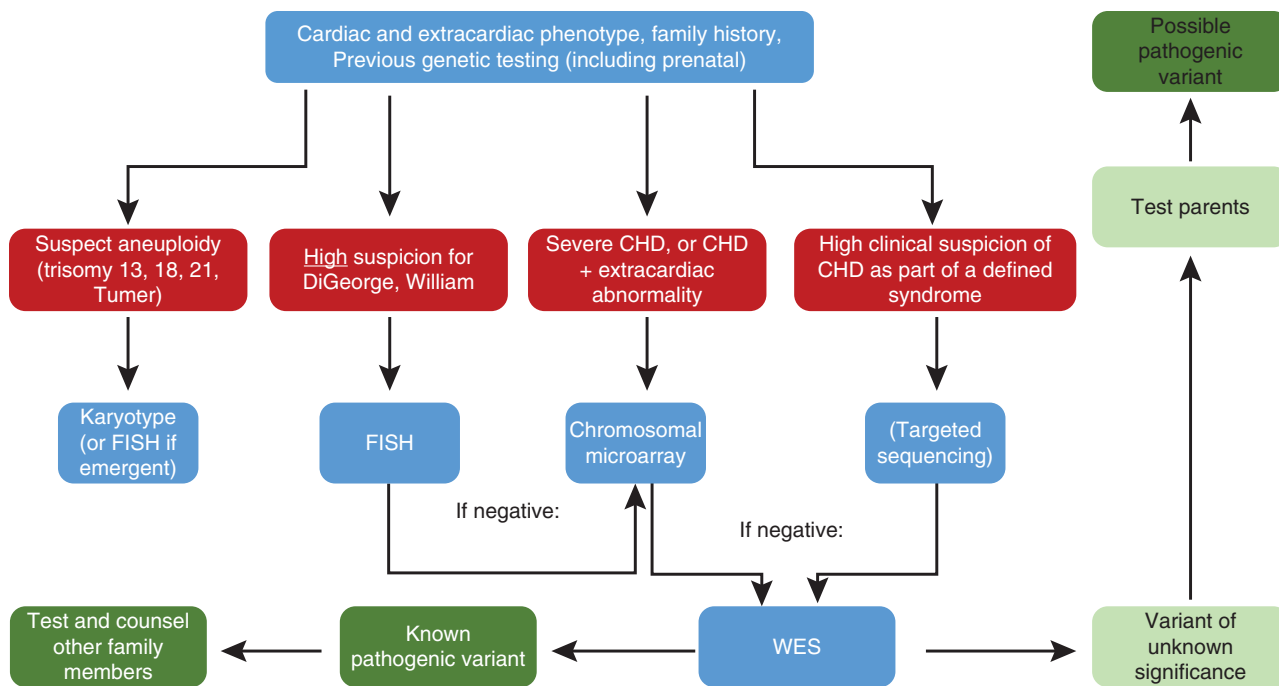 Cardiac and extracardiac phenotype, family history,
Previous genetic testing (including prenatal)
Possible
pathogenic
variant
Test parents
Suspect aneuploidy
(trisomy 13, 18, 21,
Tumer)
High suspicion for
DiGeorge, William
Severe CHD, or CHD
+ extracardiac
abnormality
High clinical suspicion of
CHD as part of a defined
syndrome
Karyotype
(or FISH if
emergent)
FISH
Chromosomal
microarray
(Targeted
sequencing)
If negative:
If negative:
Test and counsel
other family
members
Known
pathogenic variant
WES
Variant of
unknown
significance